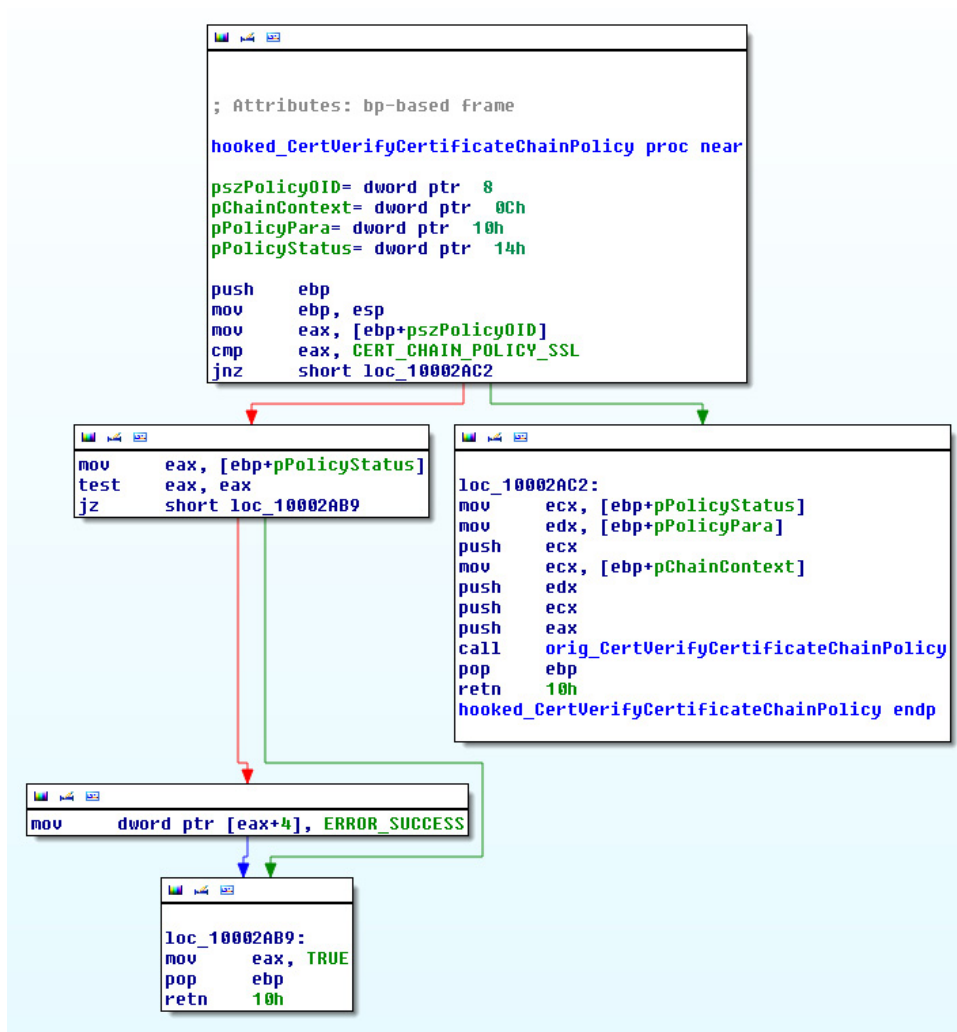 ; Attributes: bp-based frame
hooked_CertVerifyCertificateChainPolicy proc near
pszPolicyOID= dword ptr  8
pChainContext= dword ptr  0Ch
pPolicyPara= dword ptr  10h
pPolicyStatus= dword ptr  14h
push    ebp
mov     ebp, esp
mov     eax, [ebp+pszPolicyOID]
cmp     eax, CERT_CHAIN_POLICY_SSL
jnz     short loc_10002AC2
mov     eax, [ebp+pPolicyStatus]
test    eax, eax
jz      short loc_10002AB9
loc_10002AC2:
mov     ecx, [ebp+pPolicyStatus]
mov     edx, [ebp+pPolicyPara]
push    ecx
mov     ecx, [ebp+pChainContext]
push    edx
push    ecx
push    eax
call    orig_CertVerifyCertificateChainPolicy
pop     ebp
retn    10h
hooked_CertVerifyCertificateChainPolicy endp
mov     dword ptr [eax+4], ERROR_SUCCESS
loc_10002AB9:
mov     eax, TRUE
pop     ebp
retn    10h